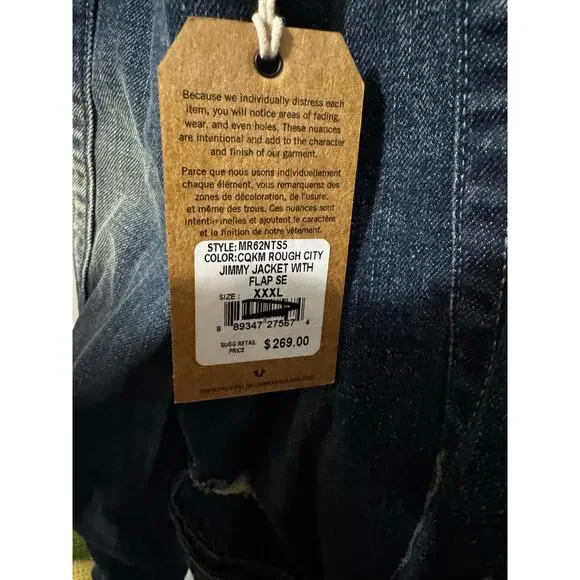 Because we individually distress each
item, you will notice areas of fading,
wear, and even holes. These nuances
are intentional and add to the character
and finish of our garment.
Parce que nous usons individuellement
chaque élément, vous remarquerez des
zones de décoloration, de l'usure,
et même des trous. Ces nuances sont
intentionnelles et ajoutent le caractère
et la finition de notre vêtement.
STYLE:MR62NTS5
COLOR:CQKM ROUGH CITY
JIMMY JACKET WITH
FLAP SE
SIZE : XXXL
8 89347 27567 4
SUGG RETAIL PRICE $269.00